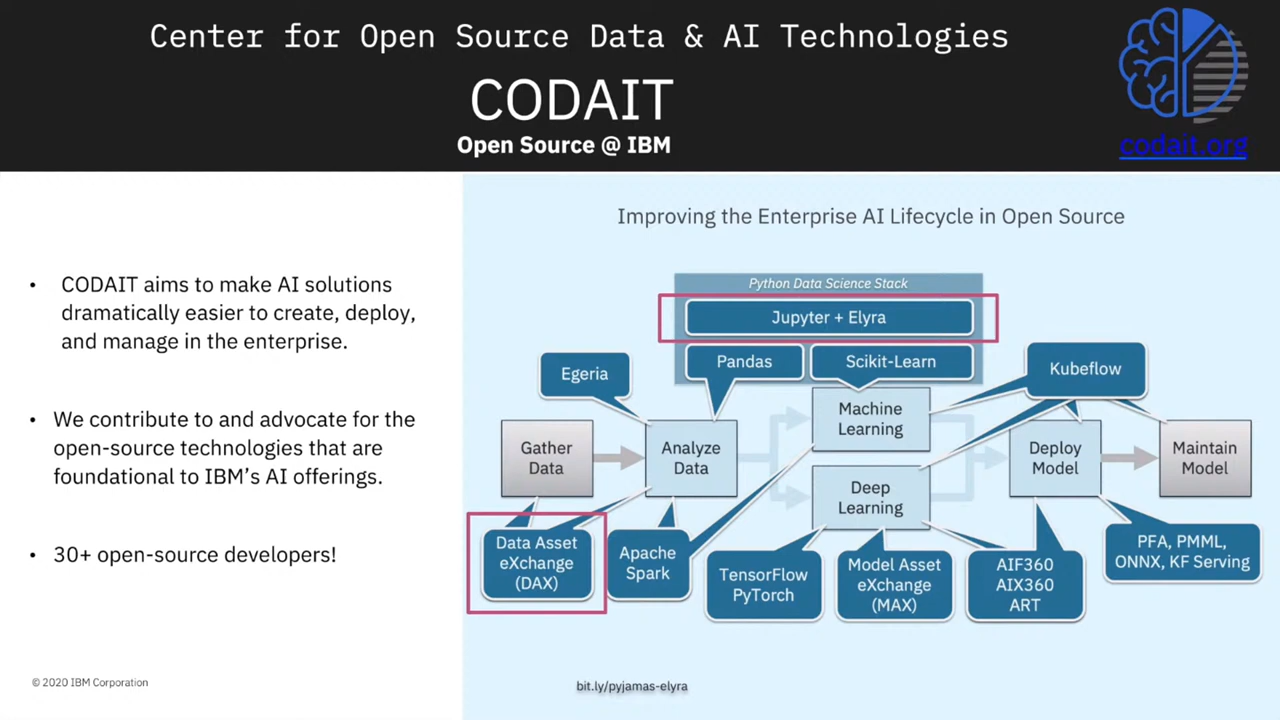 Center for Open Source Data & AI Technologies
CODAIT
Open Source @ IBM
codait.org
• CODAIT aims to make AI solutions
dramatically easier to create, deploy,
and manage in the enterprise.
• We contribute to and advocate for the
open-source technologies that are
foundational to IBM’s AI offerings.
• 30+ open-source developers!
Improving the Enterprise AI Lifecycle in Open Source
Python Data Science Stack
Jupyter + Elyra
Pandas
Scikit-Learn
Egeria
Kubeflow
Gather
Data
Analyze
Data
Machine
Learning
Deep
Learning
Deploy
Model
Maintain
Model
Data Asset
eXchange
(DAX)
Apache
Spark
TensorFlow
PyTorch
Model Asset
eXchange
(MAX)
AIF360
AIX360
ART
PFA, PMML,
ONNX, KF Serving
© 2020 IBM Corporation
bit.ly/pyjamas-elyra